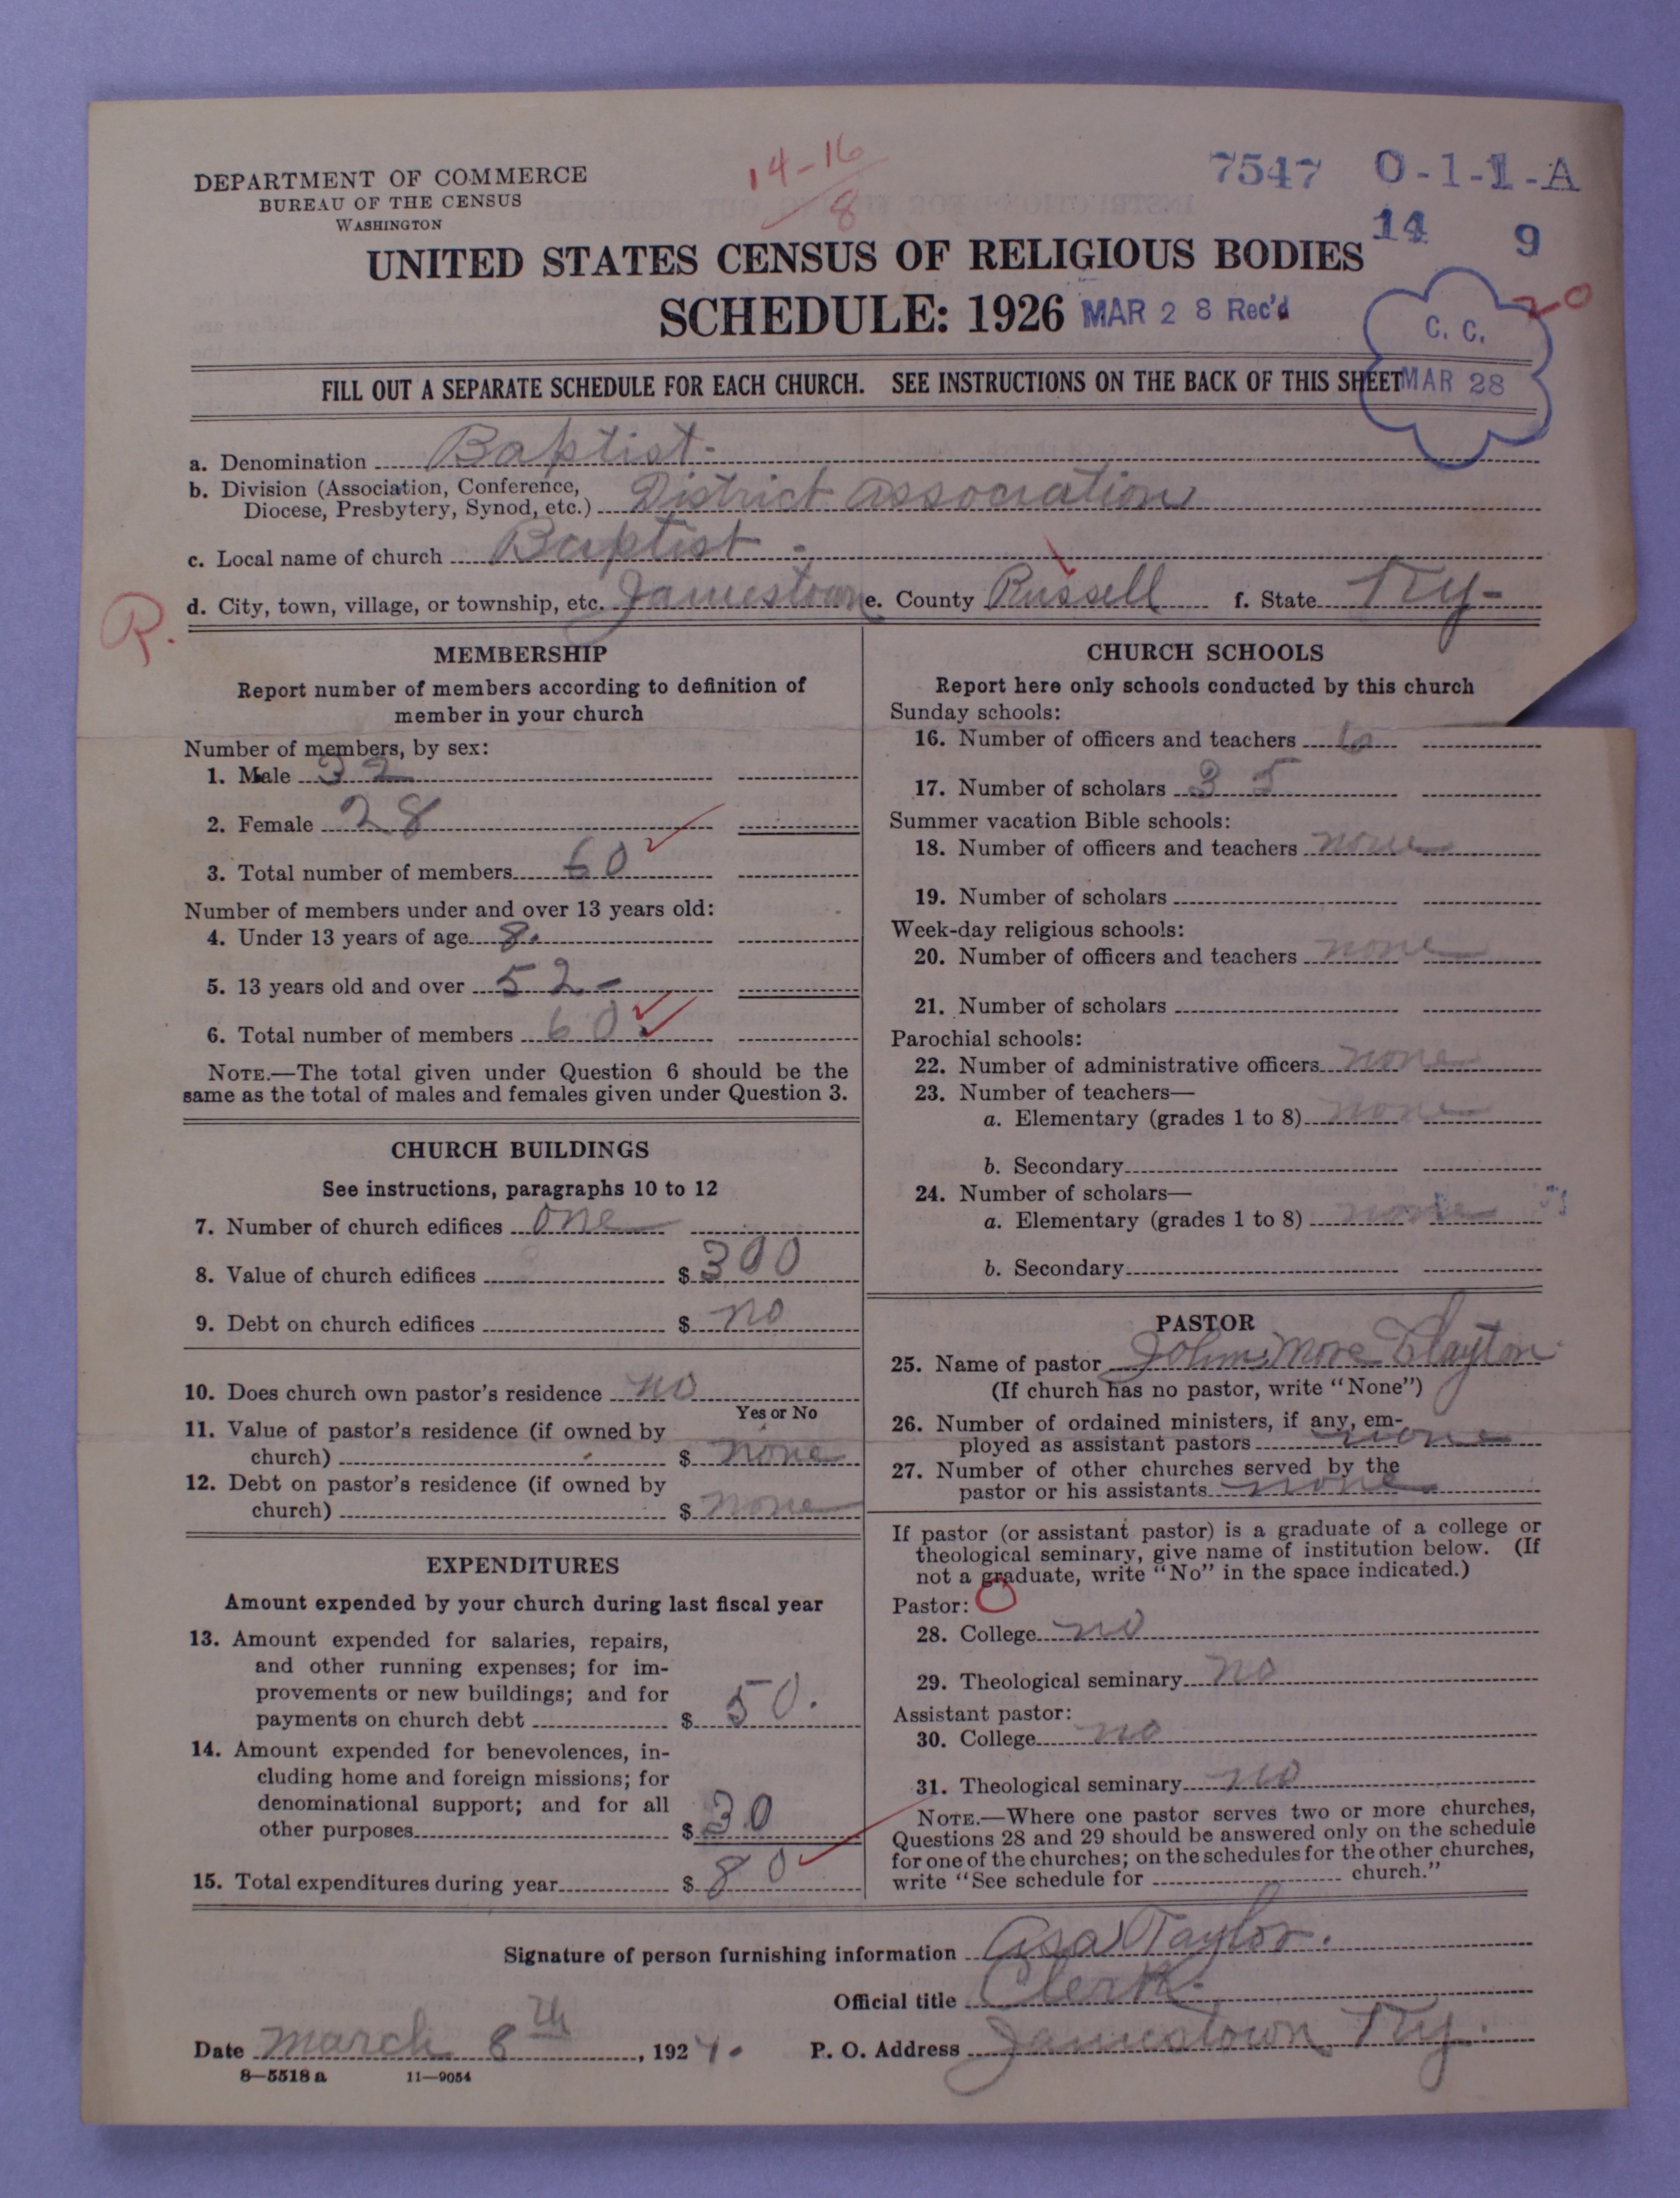 DEPARTMENT OF COMMERCE
BUREAU OF THE CENSUS
WASHINGTON
14-16
8
7547 O-1-1-A
14 9
UNITED STATES CENSUS OF RELIGIOUS BODIES
SCHEDULE: 1926 MAR 28 Rec'd
20
C. C.
MAR 28
FILL OUT A SEPARATE SCHEDULE FOR EACH CHURCH. SEE INSTRUCTIONS ON THE BACK OF THIS SHEET
a. Denomination Baptist.
b. Division (Association, Conference,
Diocese, Presbytery, Synod, etc.) District association
c. Local name of church Baptist.
R.
d. City, town, village, or township, etc. Jamestown e. County Russell f. State Ky-
MEMBERSHIP
Report number of members according to definition of
member in your church
Number of members, by sex:
1. Male 32
2. Female 28
3. Total number of members 60
Number of members under and over 13 years old:
4. Under 13 years of age 8.
5. 13 years old and over 52-
6. Total number of members 60
NOTE.—The total given under Question 6 should be the
same as the total of males and females given under Question 3.
CHURCH BUILDINGS
See instructions, paragraphs 10 to 12
7. Number of church edifices one
8. Value of church edifices $ 300
9. Debt on church edifices $ no
10. Does church own pastor's residence no
Yes or No
11. Value of pastor's residence (if owned by
church) $ none
12. Debt on pastor's residence (if owned by
church) $ none
EXPENDITURES
Amount expended by your church during last fiscal year
13. Amount expended for salaries, repairs,
and other running expenses; for im-
provements or new buildings; and for
payments on church debt $ 50.
14. Amount expended for benevolences, in-
cluding home and foreign missions; for
denominational support; and for all
other purposes $ 30
15. Total expenditures during year $ 80
CHURCH SCHOOLS
Report here only schools conducted by this church
Sunday schools:
16. Number of officers and teachers
17. Number of scholars 35
Summer vacation Bible schools:
18. Number of officers and teachers none
19. Number of scholars
Week-day religious schools:
20. Number of officers and teachers none
21. Number of scholars
Parochial schools:
22. Number of administrative officers none
23. Number of teachers—
a. Elementary (grades 1 to 8) none
b. Secondary
24. Number of scholars—
a. Elementary (grades 1 to 8) none
b. Secondary
PASTOR
25. Name of pastor More Clayton
(If church has no pastor, write "None")
26. Number of ordained ministers, if any, em-
ployed as assistant pastors none
27. Number of other churches served by the
pastor or his assistants none
If pastor (or assistant pastor) is a graduate of a college or
theological seminary, give name of institution below. (If
not a graduate, write "No" in the space indicated.)
Pastor:
28. College no
29. Theological seminary no
Assistant pastor:
30. College no
31. Theological seminary no
NOTE.—Where one pastor serves two or more churches,
Questions 28 and 29 should be answered only on the schedule
for one of the churches; on the schedules for the other churches,
write "See schedule for church."
Signature of person furnishing information Asa Taylor.
Official title Clerk.
Date March 8th, 192 P. O. Address Jamestown Ky.
8—5518 a 11—9054